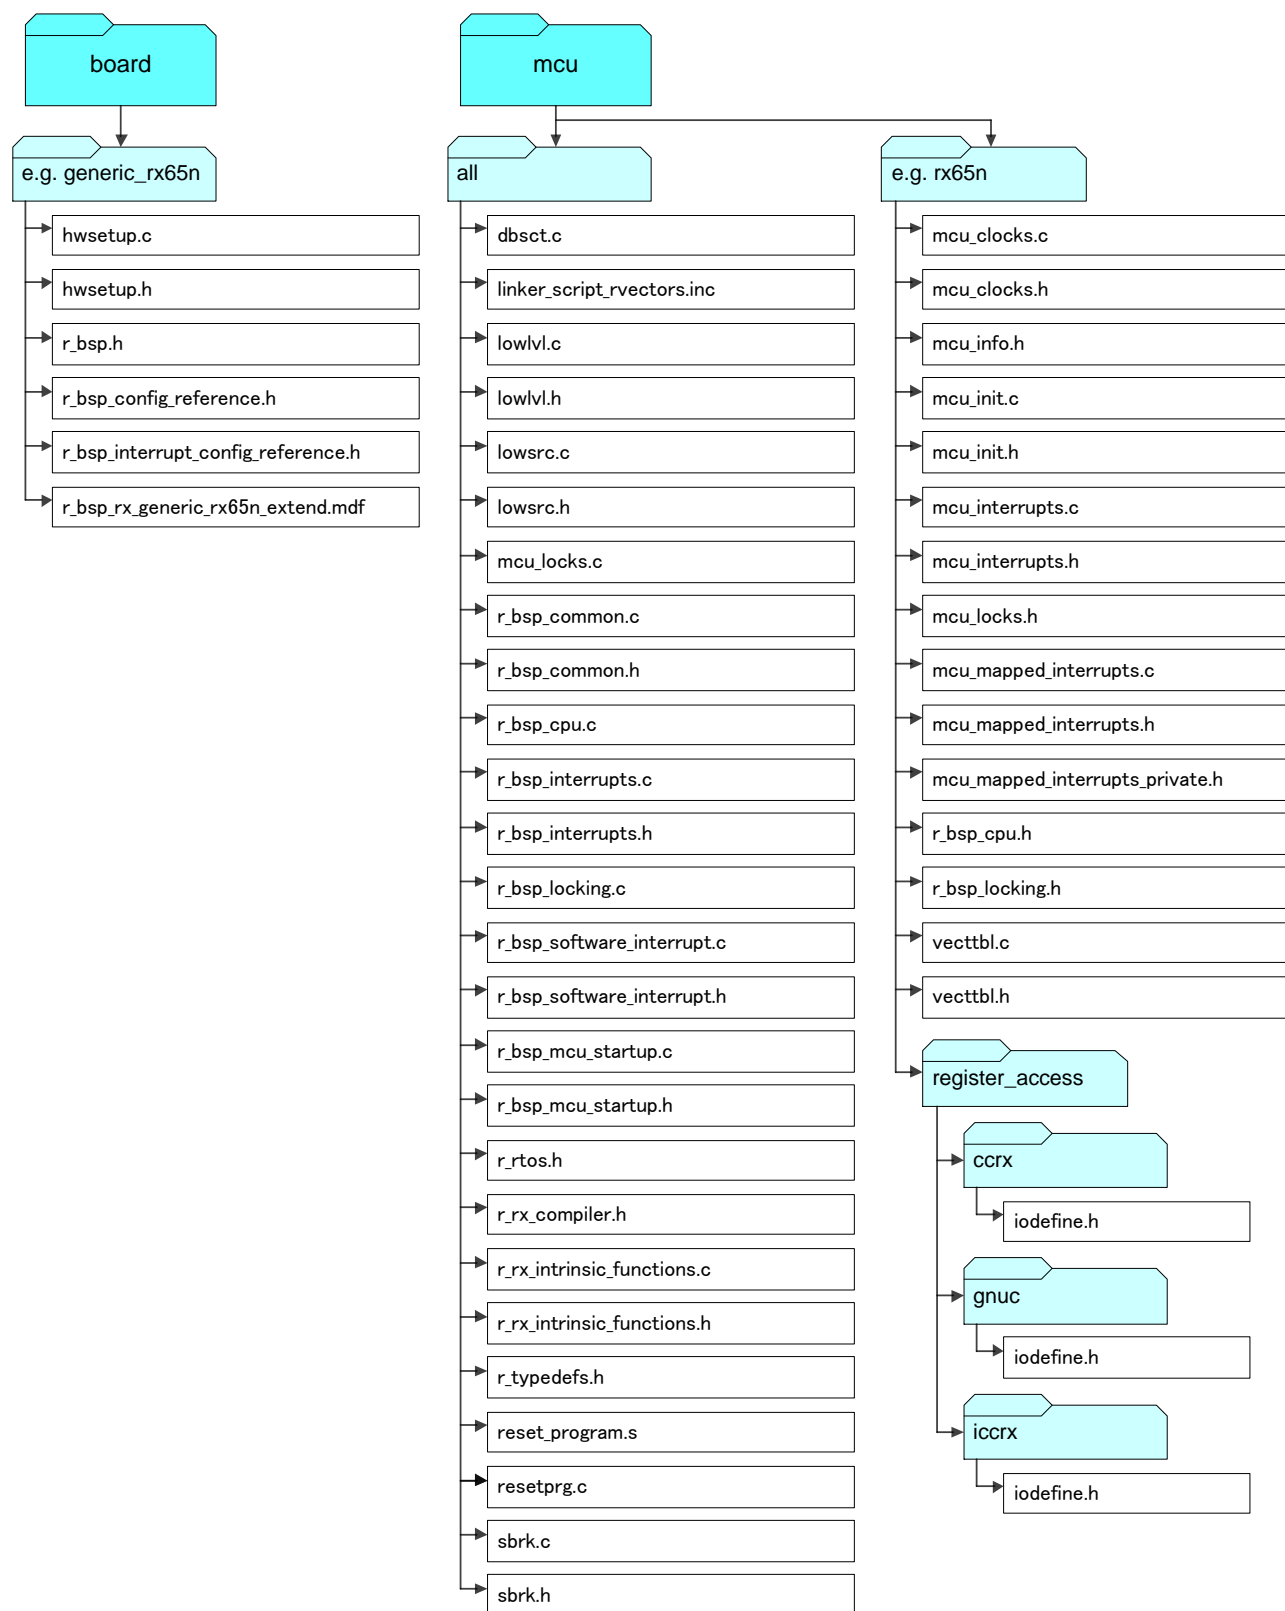 board
e.g. generic_rx65n
hwsetup.c
hwsetup.h
r_bsp.h
r_bsp_config_reference.h
r_bsp_interrupt_config_reference.h
r_bsp_rx_generic_rx65n_extend.mdf
mcu
all
dbsct.c
linker_script_rvectors.inc
lowlvl.c
lowlvl.h
lowsrc.c
lowsrc.h
mcu_locks.c
r_bsp_common.c
r_bsp_common.h
r_bsp_cpu.c
r_bsp_interrupts.c
r_bsp_interrupts.h
r_bsp_locking.c
r_bsp_software_interrupt.c
r_bsp_software_interrupt.h
r_bsp_mcu_startup.c
r_bsp_mcu_startup.h
r_rtos.h
r_rx_compiler.h
r_rx_intrinsic_functions.c
r_rx_intrinsic_functions.h
r_typedefs.h
reset_program.s
resetprg.c
sbrk.c
sbrk.h
e.g. rx65n
mcu_clocks.c
mcu_clocks.h
mcu_info.h
mcu_init.c
mcu_init.h
mcu_interrupts.c
mcu_interrupts.h
mcu_locks.h
mcu_mapped_interrupts.c
mcu_mapped_interrupts.h
mcu_mapped_interrupts_private.h
r_bsp_cpu.h
r_bsp_locking.h
vecttbl.c
vecttbl.h
register_access
ccrx
iodefine.h
gnuc
iodefine.h
iccrx
iodefine.h